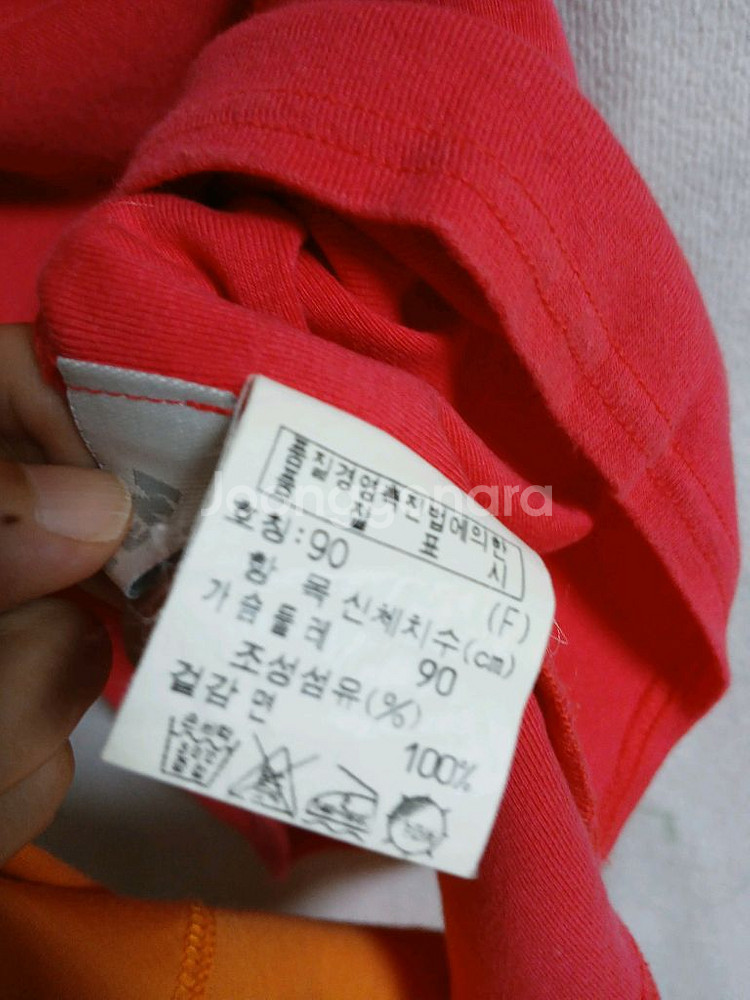 품질경영촉진법에의한
품질표시
호칭:90 (F)
항목 신체치수(cm)
가슴둘레 90
조성섬유(%)
겉감 면 100%
Joonggonara